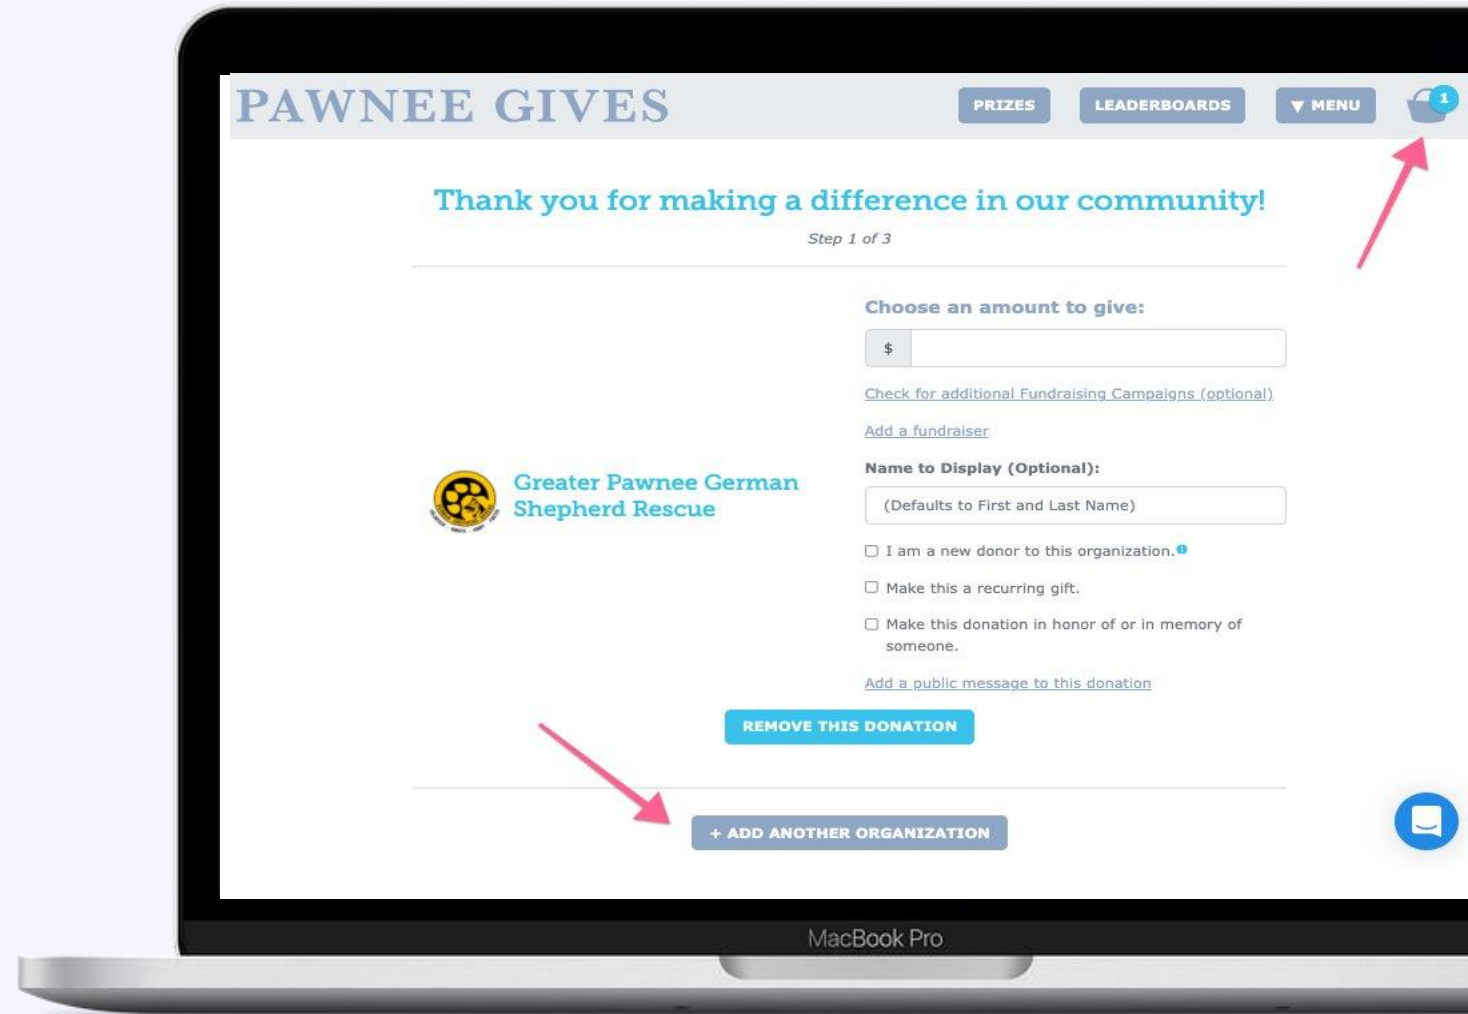 PAWNEE GIVES
PRIZES
LEADERBOARDS
▼ MENU
1
Thank you for making a difference in our community!
Step 1 of 3
Choose an amount to give:
$
Check for additional Fundraising Campaigns (optional)
Add a fundraiser
Name to Display (Optional):
Greater Pawnee German
Shepherd Rescue
(Defaults to First and Last Name)
I am a new donor to this organization.
Make this a recurring gift.
Make this donation in honor of or in memory of
someone.
Add a public message to this donation
REMOVE THIS DONATION
+ ADD ANOTHER ORGANIZATION
MacBook Pro